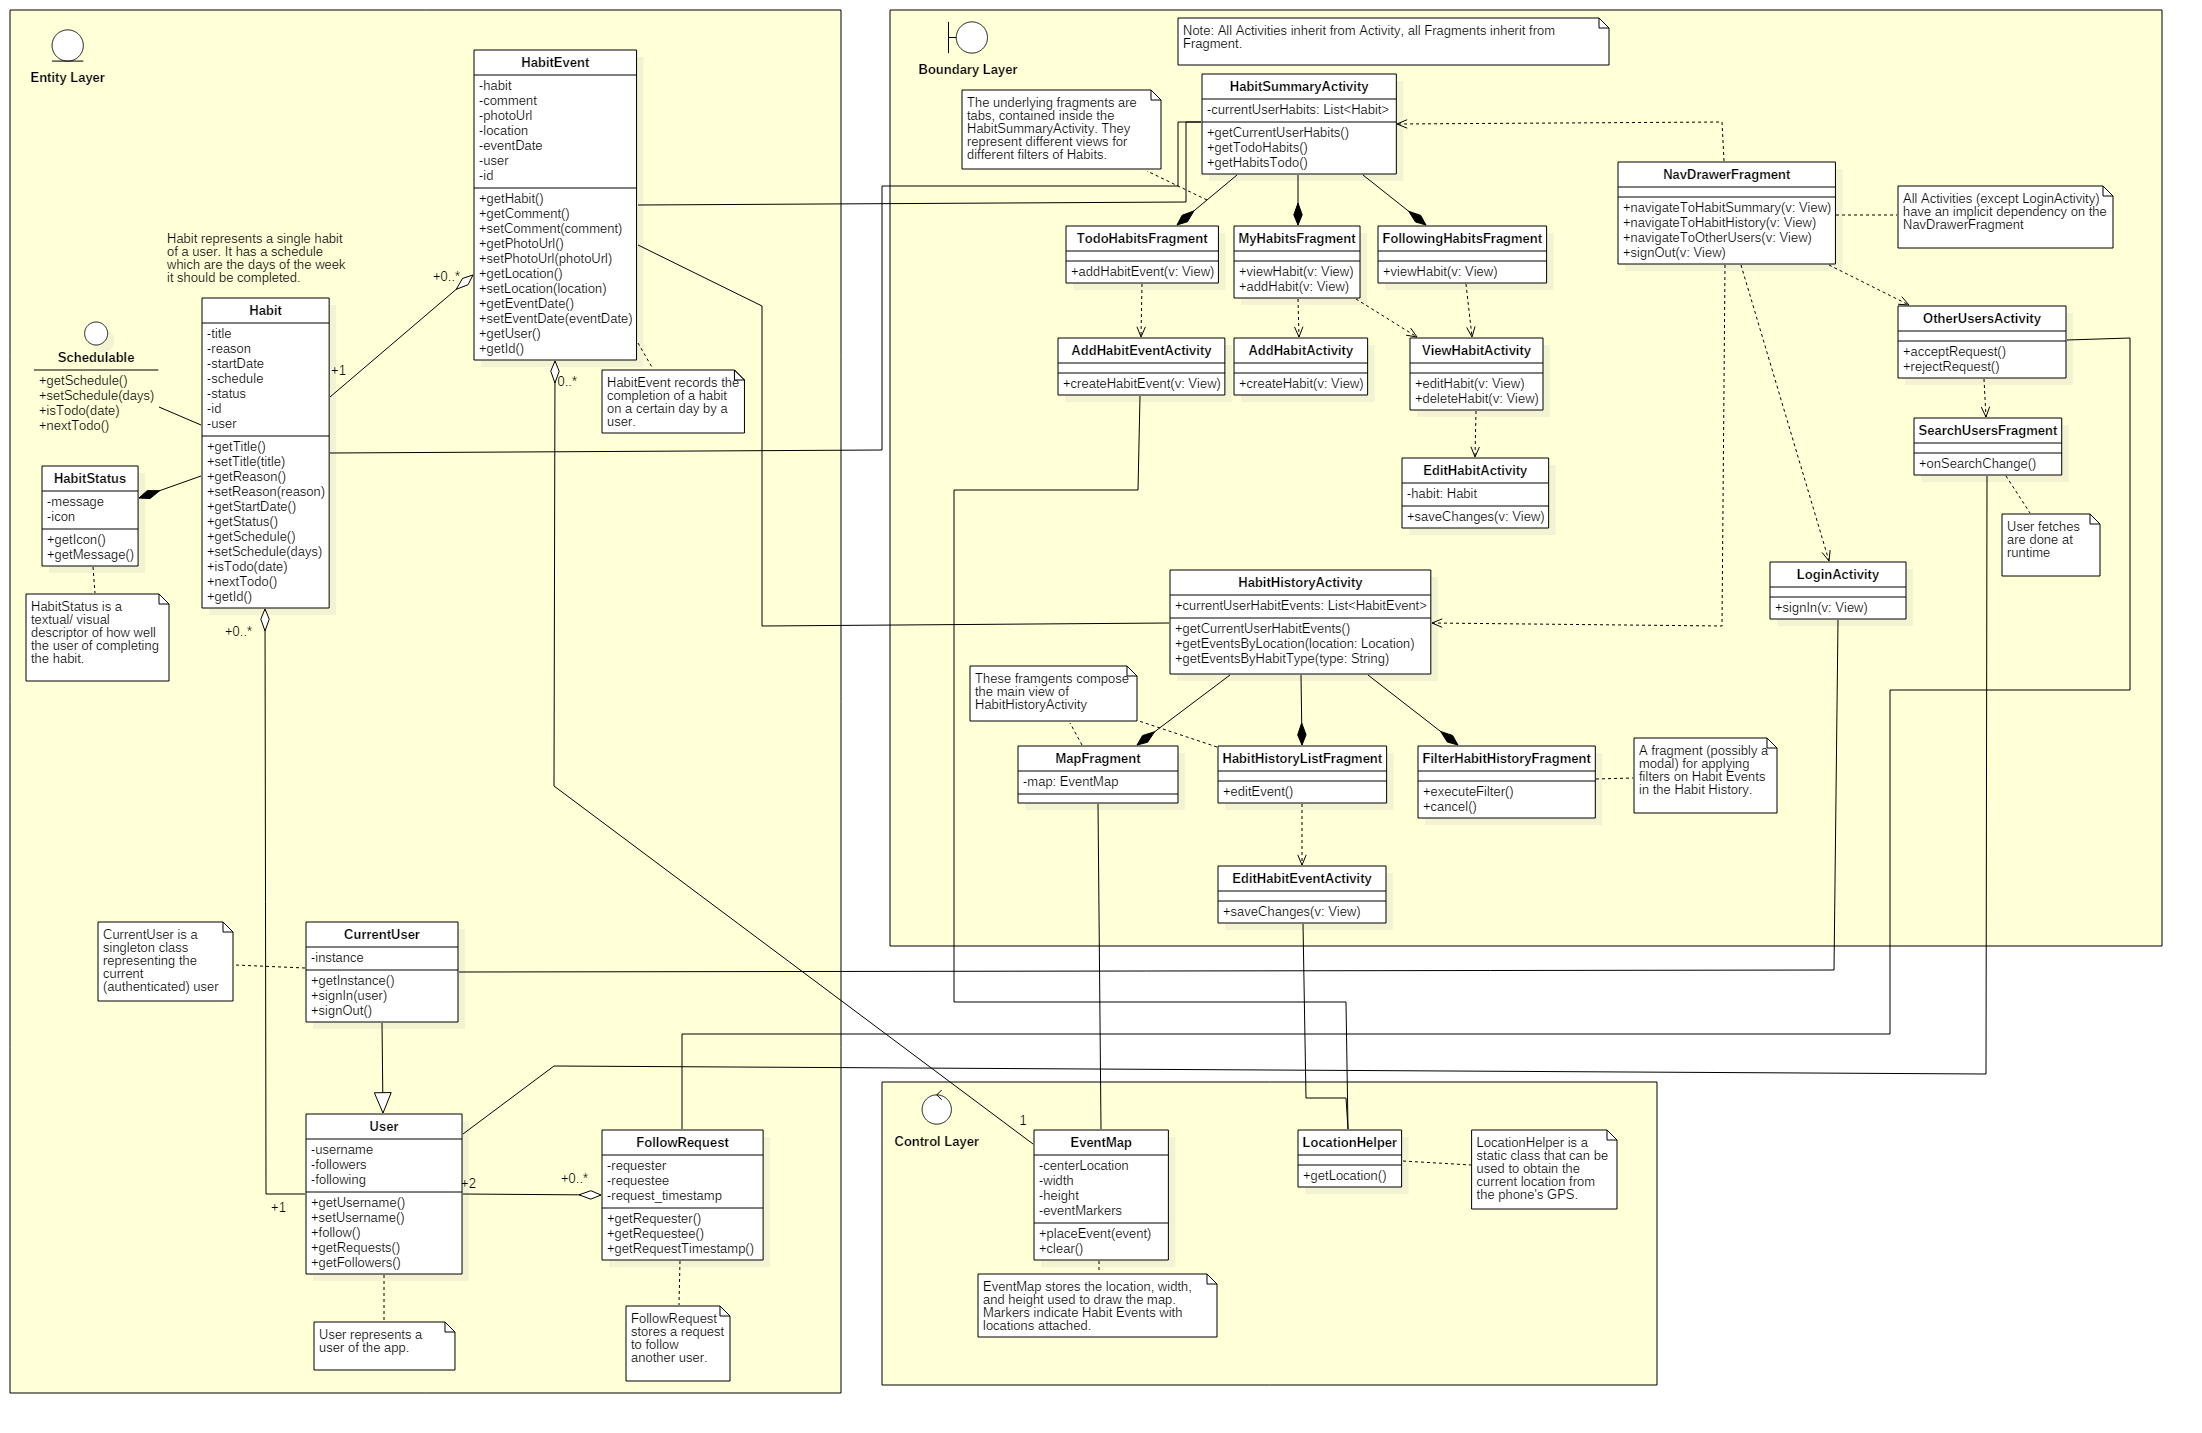 Entity Layer
HabitEvent
-habit
-comment
-photoUrl
-location
-eventDate
-user
-id
+getHabit()
+getComment()
+setComment(comment)
+getPhotoUrl()
+setPhotoUrl(photoUrl)
+getLocation()
+setLocation(location)
+getEventDate()
+setEventDate(eventDate)
+getUser()
+getId()
HabitEvent records the
completion of a habit
on a certain day by a
user.
+0..*
+1
0..*
Habit represents a single habit
of a user. It has a schedule
which are the days of the week
it should be completed.
Habit
-title
-reason
-startDate
-schedule
-status
-id
-user
+getTitle()
+setTitle(title)
+getReason()
+setReason(reason)
+getStartDate()
+getStatus()
+getSchedule()
+setSchedule(days)
+isTodo(date)
+nextTodo()
+getId()
+0..*
Schedulable
+getSchedule()
+setSchedule(days)
+isTodo(date)
+nextTodo()
HabitStatus
-message
-icon
+getIcon()
+getMessage()
HabitStatus is a
textual/ visual
descriptor of how well
the user of completing
the habit.
CurrentUser is a
singleton class
representing the
current
(authenticated) user
CurrentUser
-instance
+getInstance()
+signIn(user)
+signOut()
User
-username
-followers
-following
+getUsername()
+setUsername()
+follow()
+getRequests()
+getFollowers()
+1
+2
+0..*
User represents a
user of the app.
FollowRequest
-requester
-requestee
-request_timestamp
+getRequester()
+getRequestee()
+getRequestTimestamp()
FollowRequest
stores a request
to follow
another user.
Boundary Layer
Note: All Activities inherit from Activity, all Fragments inherit from
Fragment.
The underlying fragments are
tabs, contained inside the
HabitSummaryActivity. They
represent different views for
different filters of Habits.
HabitSummaryActivity
-currentUserHabits: List<Habit>
+getCurrentUserHabits()
+getTodoHabits()
+getHabitsTodo()
NavDrawerFragment
+navigateToHabitSummary(v: View)
+navigateToHabitHistory(v: View)
+navigateToOtherUsers(v: View)
+signOut(v: View)
All Activities (except LoginActivity)
have an implicit dependency on the
NavDrawerFragment
TodoHabitsFragment
+addHabitEvent(v: View)
MyHabitsFragment
+viewHabit(v: View)
+addHabit(v: View)
FollowingHabitsFragment
+viewHabit(v: View)
AddHabitEventActivity
+createHabitEvent(v: View)
AddHabitActivity
+createHabit(v: View)
ViewHabitActivity
+editHabit(v: View)
+deleteHabit(v: View)
OtherUsersActivity
+acceptRequest()
+rejectRequest()
EditHabitActivity
-habit: Habit
+saveChanges(v: View)
SearchUsersFragment
+onSearchChange()
User fetches
are done at
runtime
LoginActivity
+signIn(v: View)
HabitHistoryActivity
+currentUserHabitEvents: List<HabitEvent>
+getCurrentUserHabitEvents()
+getEventsByLocation(location: Location)
+getEventsByHabitType(type: String)
These framgents compose
the main view of
HabitHistoryActivity
MapFragment
-map: EventMap
HabitHistoryListFragment
+editEvent()
FilterHabitHistoryFragment
+executeFilter()
+cancel()
A fragment (possibly a
modal) for applying
filters on Habit Events
in the Habit History.
EditHabitEventActivity
+saveChanges(v: View)
Control Layer
1
EventMap
-centerLocation
-width
-height
-eventMarkers
+placeEvent(event)
+clear()
EventMap stores the location, width,
and height used to draw the map.
Markers indicate Habit Events with
locations attached.
LocationHelper
+getLocation()
LocationHelper is a
static class that can be
used to obtain the
current location from
the phone's GPS.